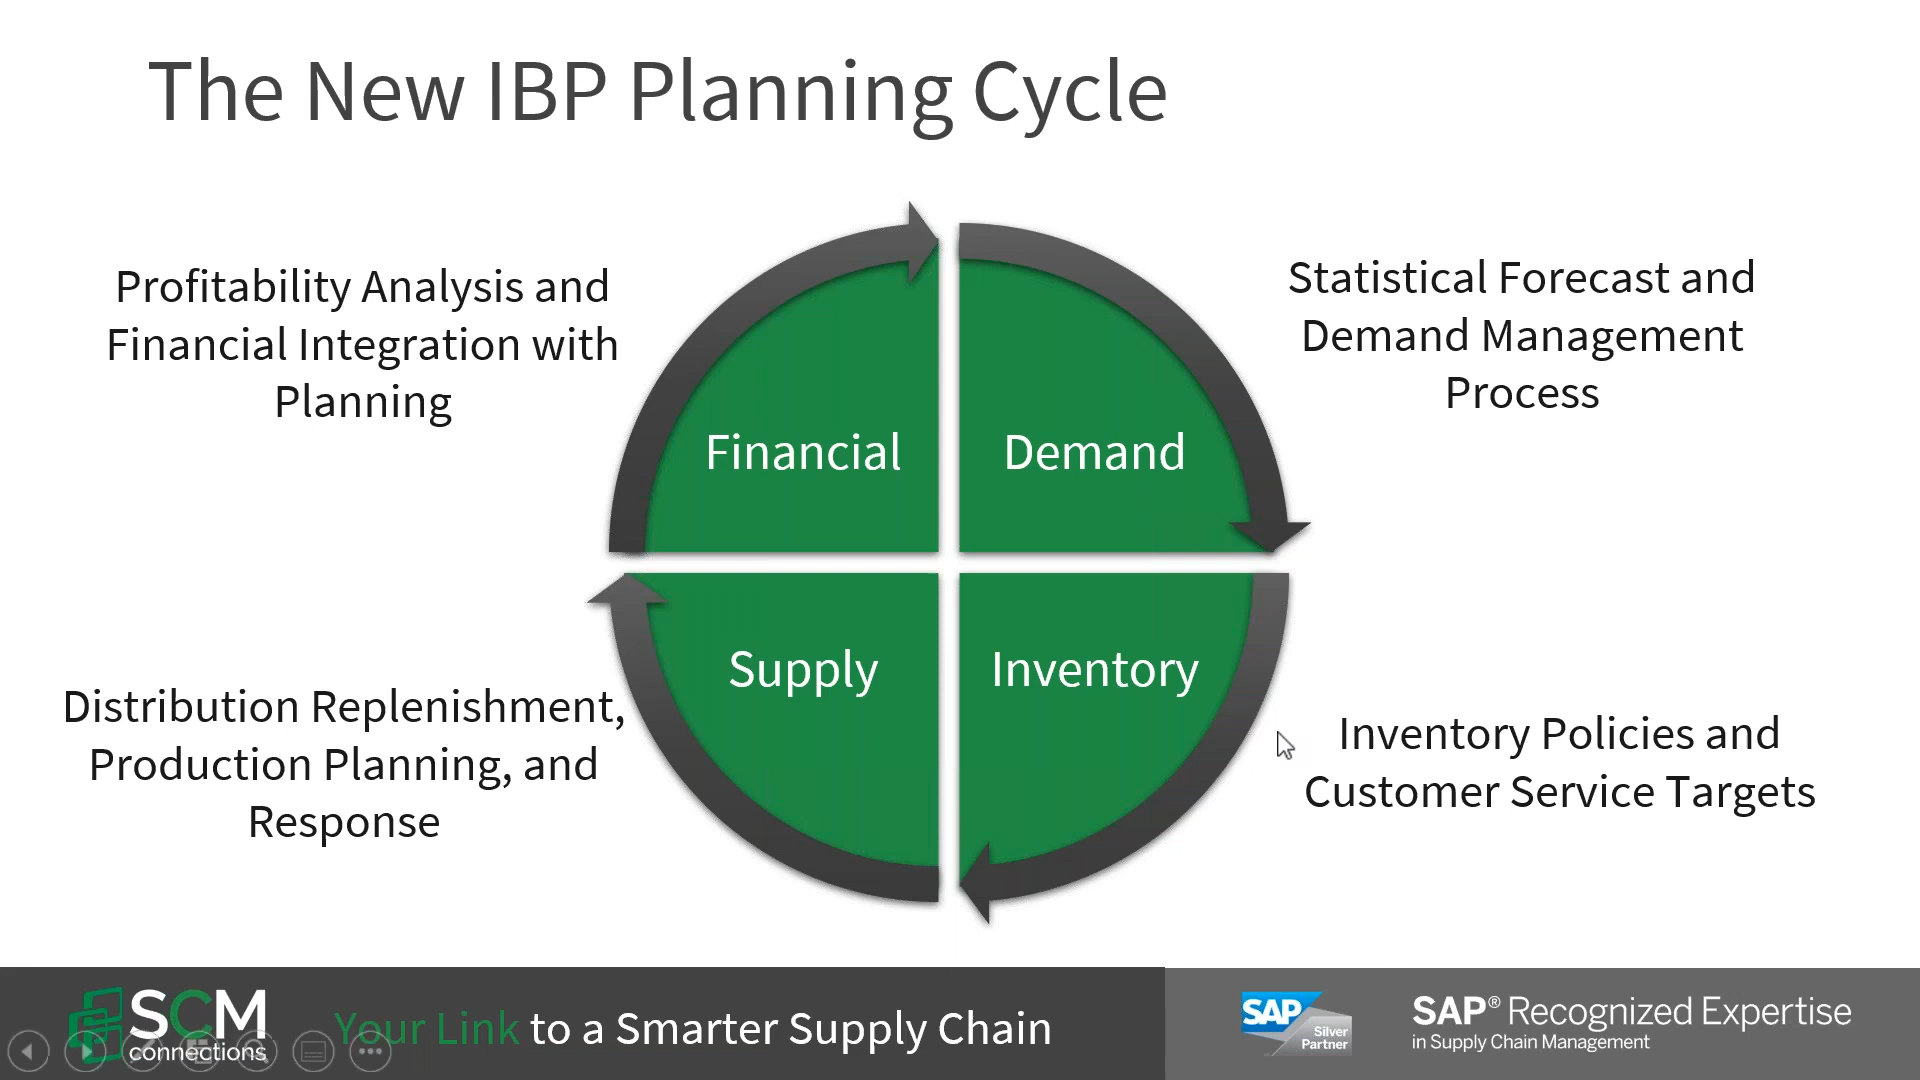 The New IBP Planning Cycle
Profitability Analysis and
Financial Integration with
Planning
Statistical Forecast and
Demand Management
Process
Financial
Demand
Supply
Inventory
Distribution Replenishment,
Production Planning, and
Response
Inventory Policies and
Customer Service Targets
SCM
connections
Your Link to a Smarter Supply Chain
SAP
Silver
Partner
SAP® Recognized Expertise
in Supply Chain Management